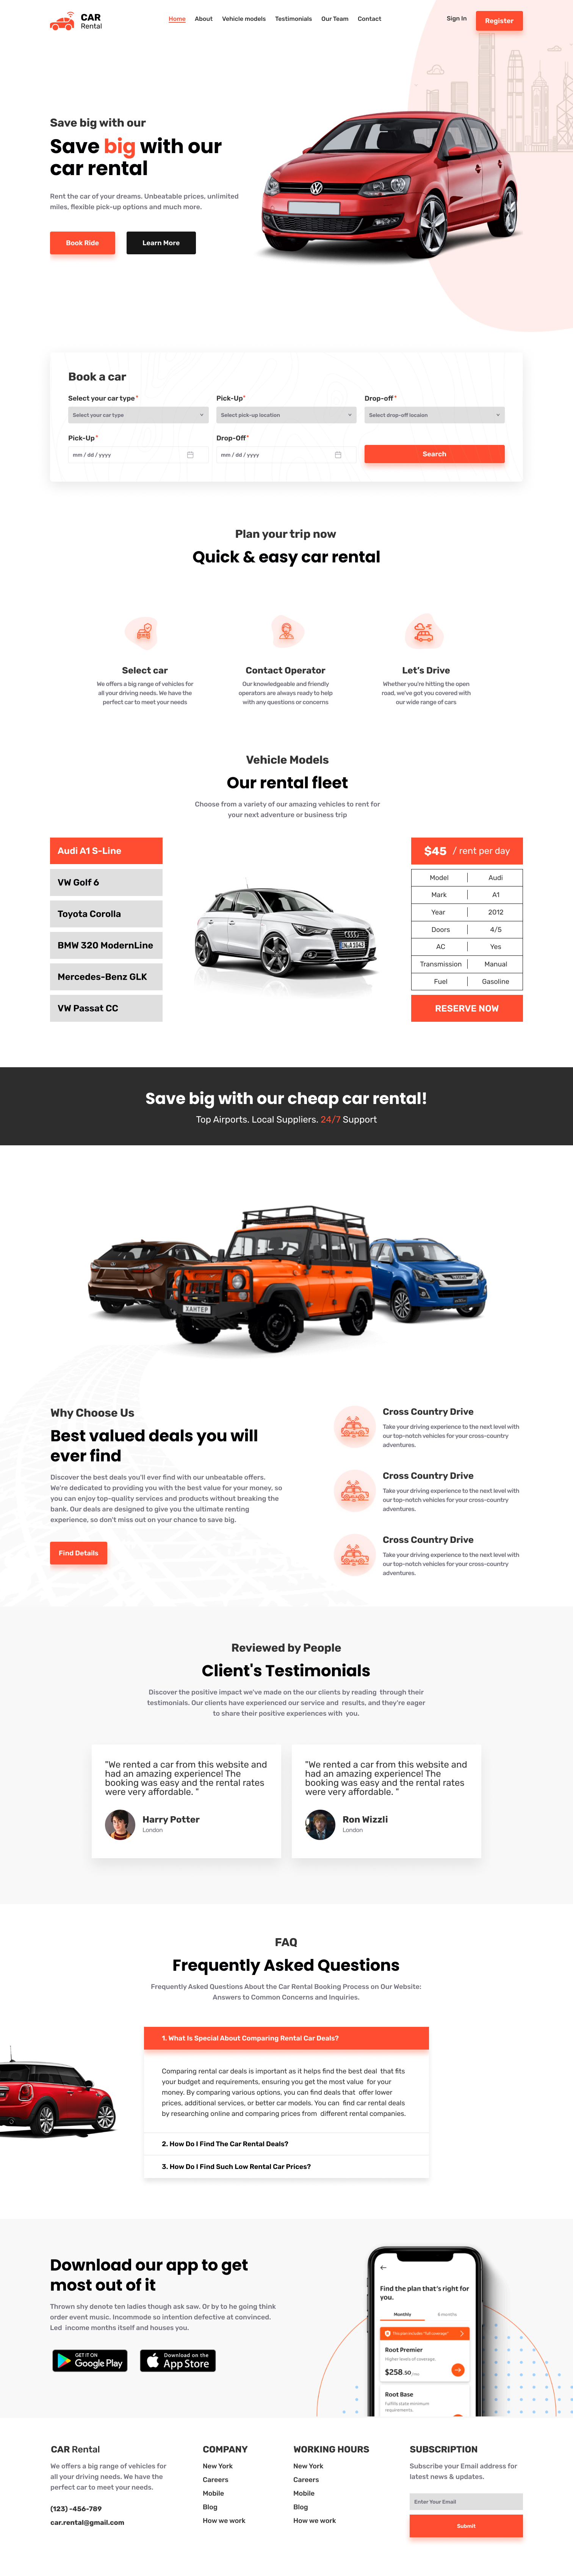 CAR
Rental
Home About Vehicle models Testimonials Our Team Contact
Sign In
Register
Save big with our
Save big with our
car rental
Rent the car of your dreams. Unbeatable prices, unlimited
miles, flexible pick-up options and much more.
Book Ride
Learn More
Book a car
Select your car type*
Pick-Up*
Drop-off*
Select your car type
Select pick-up location
Select drop-off locaion
Pick-Up*
Drop-Off*
mm / dd / yyyy
mm / dd / yyyy
Search
Plan your trip now
Quick & easy car rental
Select car
We offers a big range of vehicles for
all your driving needs. We have the
perfect car to meet your needs
Contact Operator
Our knowledgeable and friendly
operators are always ready to help
with any questions or concerns
Let's Drive
Whether you're hitting the open
road, we've got you covered with
our wide range of cars
Vehicle Models
Our rental fleet
Choose from a variety of our amazing vehicles to rent for
your next adventure or business trip
Audi A1 S-Line
VW Golf 6
Toyota Corolla
BMW 320 ModernLine
Mercedes-Benz GLK
VW Passat CC
$45 / rent per day
Model Audi
Mark A1
Year 2012
Doors 4/5
AC Yes
Transmission Manual
Fuel Gasoline
RESERVE NOW
Save big with our cheap car rental!
Top Airports. Local Suppliers. 24/7 Support
ХАНТЕР
Why Choose Us
Best valued deals you will
ever find
Discover the best deals you'll ever find with our unbeatable offers.
We're dedicated to providing you with the best value for your money, so
you can enjoy top-quality services and products without breaking the
bank. Our deals are designed to give you the ultimate renting
experience, so don't miss out on your chance to save big.
Find Details
Cross Country Drive
Take your driving experience to the next level with
our top-notch vehicles for your cross-country
adventures.
Cross Country Drive
Take your driving experience to the next level with
our top-notch vehicles for your cross-country
adventures.
Cross Country Drive
Take your driving experience to the next level with
our top-notch vehicles for your cross-country
adventures.
Reviewed by People
Client's Testimonials
Discover the positive impact we've made on the our clients by reading through their
testimonials. Our clients have experienced our service and results, and they're eager
to share their positive experiences with you.
"We rented a car from this website and
had an amazing experience! The
booking was easy and the rental rates
were very affordable. "
Harry Potter
London
"We rented a car from this website and
had an amazing experience! The
booking was easy and the rental rates
were very affordable. "
Ron Wizzli
London
FAQ
Frequently Asked Questions
Frequently Asked Questions About the Car Rental Booking Process on Our Website:
Answers to Common Concerns and Inquiries.
1. What Is Special About Comparing Rental Car Deals?
Comparing rental car deals is important as it helps find the best deal that fits
your budget and requirements, ensuring you get the most value for your
money. By comparing various options, you can find deals that offer lower
prices, additional services, or better car models. You can find car rental deals
by researching online and comparing prices from different rental companies.
2. How Do I Find The Car Rental Deals?
3. How Do I Find Such Low Rental Car Prices?
Download our app to get
most out of it
Thrown shy denote ten ladies though ask saw. Or by to he going think
order event music. Incommode so intention defective at convinced.
Led income months itself and houses you.
GET IT ON
Google Play
Download on the
App Store
Find the plan that's right for
you.
Monthly
6 months
Root Premier
Higher levels of coverage.
$258.50
Root Base
Fulfills state minimum
requirements.
CAR Rental
We offers a big range of vehicles for
all your driving needs. We have the
perfect car to meet your needs.
(123) -456-789
car.rental@gmail.com
COMPANY
New York
Careers
Mobile
Blog
How we work
WORKING HOURS
New York
Careers
Mobile
Blog
How we work
SUBSCRIPTION
Subscribe your Email address for
latest news & updates.
Enter Your Email
Submit